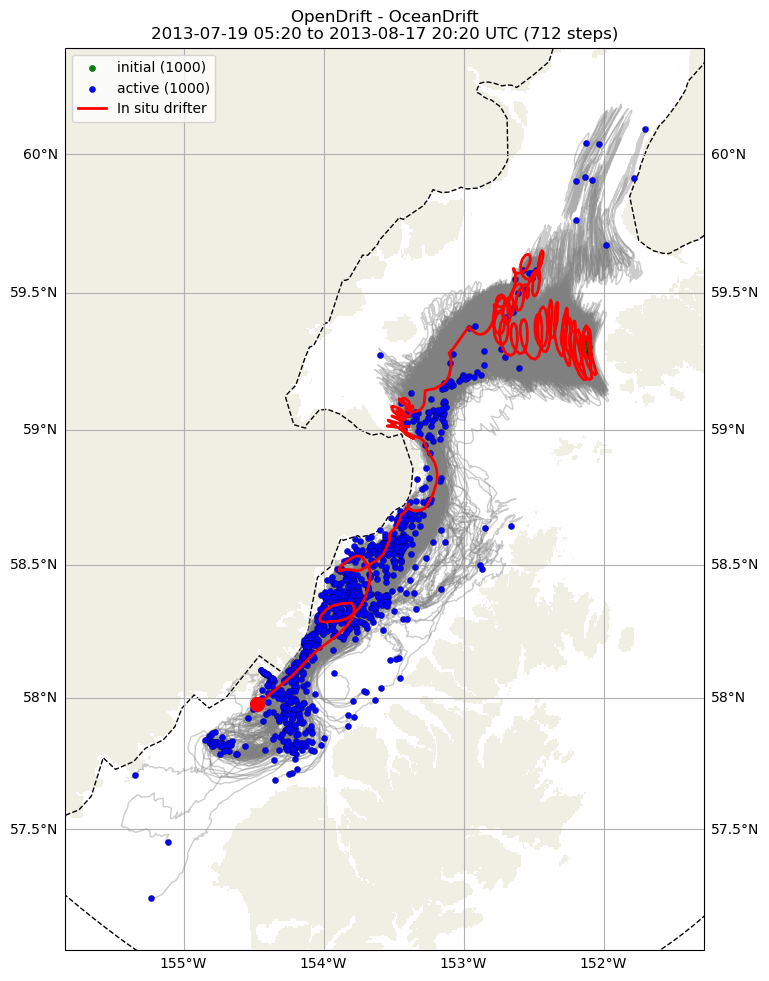 OpenDrift - OceanDrift
2013-07-19 05:20 to 2013-08-17 20:20 UTC (712 steps)
initial (1000)
active (1000)
In situ drifter
60°N
60°N
59.5°N
59.5°N
59°N
59°N
58.5°N
58.5°N
58°N
58°N
57.5°N
57.5°N
155°W
154°W
153°W
152°W